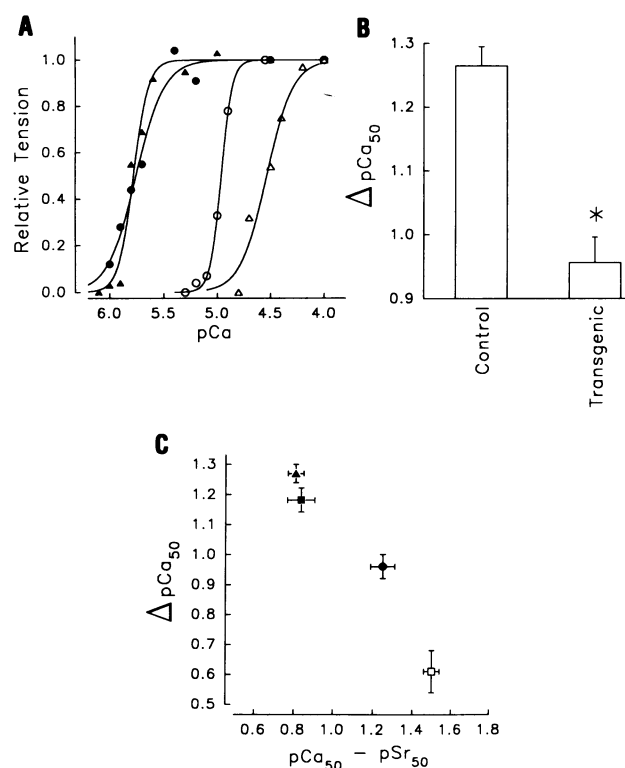 A
Relative Tension
1.0
0.8
0.6
0.4
0.2
0.0
6.0 5.5 5.0 4.5 4.0
pCa
B
Δ pCa50
1.3
1.2
1.1
1.0
0.9
*
Control
Transgenic
C
Δ pCa50
1.3
1.2
1.1
1.0
0.9
0.8
0.7
0.6
0.5
0.6 0.8 1.0 1.2 1.4 1.6 1.8
pCa50 − pSr50